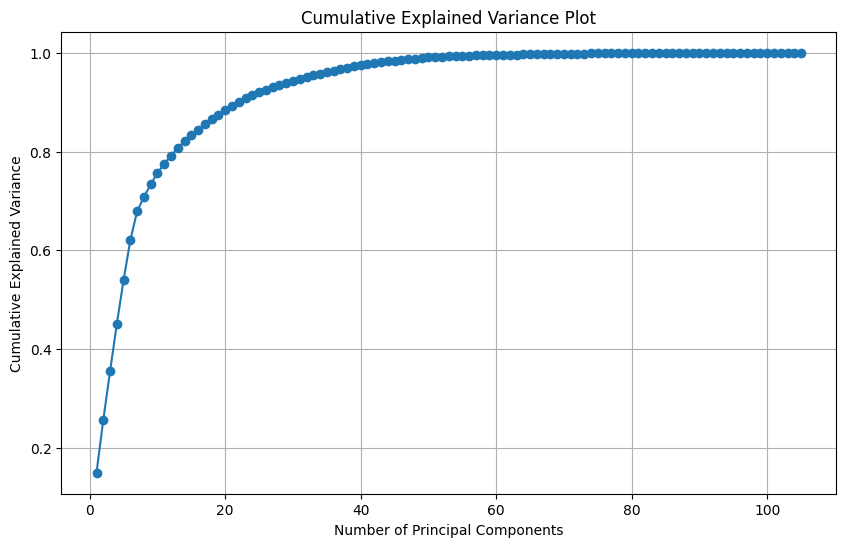 Cumulative Explained Variance Plot
Cumulative Explained Variance
1.0
0.8
0.6
0.4
0.2
0 20 40 60 80 100
Number of Principal Components